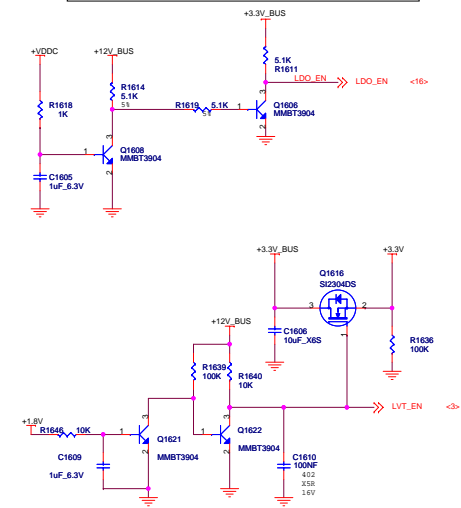 +3.3V_BUS
+VDDC
+12V_BUS
5.1K
R1611
LDO_EN
LDO_EN
<16>
R1614
5.1K
5%
R1618
1K
R1619
5.1K
5%
1
3
2
Q1606
MMBT3904
1
3
2
Q1608
MMBT3904
C1605
1uF_6.3V
+3.3V_BUS
+3.3V
Q1616
SI2304DS
3
2
1
C1606
10uF_X6S
+12V_BUS
R1636
100K
R1639
100K
R1640
10K
LVT_EN
<3>
+1.8V
R1646
10K
1
3
2
Q1621
MMBT3904
1
3
2
Q1622
MMBT3904
C1609
1uF_6.3V
C1610
100NF
402
X5R
16V